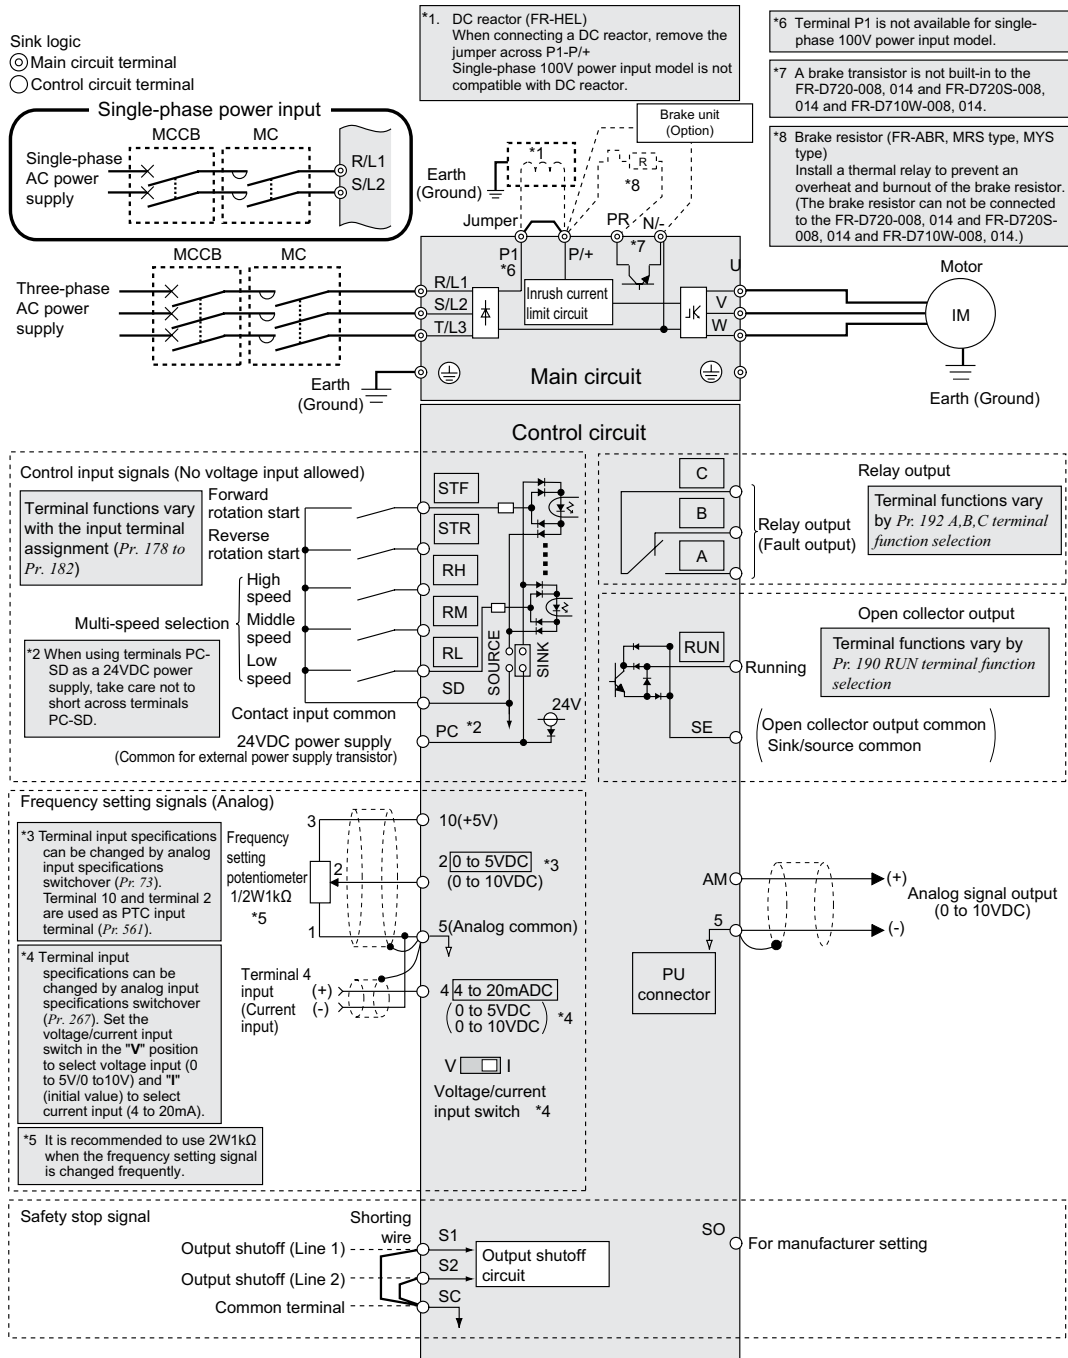 Sink logic
Main circuit terminal
Control circuit terminal
*1. DC reactor (FR-HEL)
When connecting a DC reactor, remove the
jumper across P1-P/+
Single-phase 100V power input model is not
compatible with DC reactor.
*6 Terminal P1 is not available for single-
phase 100V power input model.
*7 A brake transistor is not built-in to the
FR-D720-008, 014 and FR-D720S-008,
014 and FR-D710W-008, 014.
*8 Brake resistor (FR-ABR, MRS type, MYS
type)
Install a thermal relay to prevent an
overheat and burnout of the brake resistor.
(The brake resistor can not be connected
to the FR-D720-008, 014 and FR-D720S-
008, 014 and FR-D710W-008, 014.)
Single-phase power input
MCCB MC
Single-phase
AC power
supply
R/L1
S/L2
Brake unit
(Option)
*1
R
*8
Earth
(Ground)
Jumper
PR N/-
P1
*6
P/+
*7
MCCB MC
Three-phase
AC power
supply
R/L1
S/L2
T/L3
Inrush current
limit circuit
U
V
W
Motor
IM
Earth (Ground)
Earth
(Ground)
Main circuit
Control circuit
Control input signals (No voltage input allowed)
Terminal functions vary
with the input terminal
assignment (Pr. 178 to
Pr. 182)
Forward
rotation start
Reverse
rotation start
Multi-speed selection
High
speed
Middle
speed
Low
speed
*2 When using terminals PC-
SD as a 24VDC power
supply, take care not to
short across terminals
PC-SD.
Contact input common
24VDC power supply
(Common for external power supply transistor)
STF
STR
RH
RM
RL
SD
PC *2
SOURCE
SINK
24V
Relay output
C
B
A
Relay output
(Fault output)
Terminal functions vary
by Pr. 192 A,B,C terminal
function selection
Open collector output
RUN
Running
Terminal functions vary by
Pr. 190 RUN terminal function
selection
SE
Open collector output common
Sink/source common
Frequency setting signals (Analog)
*3 Terminal input specifications
can be changed by analog
input specifications
switchover (Pr. 73).
Terminal 10 and terminal 2
are used as PTC input
terminal (Pr. 561).
*4 Terminal input
specifications can be
changed by analog input
specifications switchover
(Pr. 267). Set the
voltage/current input
switch in the "V" position
to select voltage input (0
to 5V/0 to10V) and "I"
(initial value) to select
current input (4 to 20mA).
*5 It is recommended to use 2W1kΩ
when the frequency setting signal
is changed frequently.
Frequency
setting
potentiometer
1/2W1kΩ
*5
3
2
1
Terminal 4
input
(Current
input)
(+)
(-)
10(+5V)
2 0 to 5VDC *3
(0 to 10VDC)
5(Analog common)
4 4 to 20mADC
(0 to 5VDC
0 to 10VDC) *4
V I
Voltage/current
input switch *4
AM
5
PU
connector
(+)
(-)
Analog signal output
(0 to 10VDC)
Safety stop signal
Shorting
wire
Output shutoff (Line 1)
Output shutoff (Line 2)
Common terminal
S1
S2
SC
Output shutoff
circuit
SO
For manufacturer setting